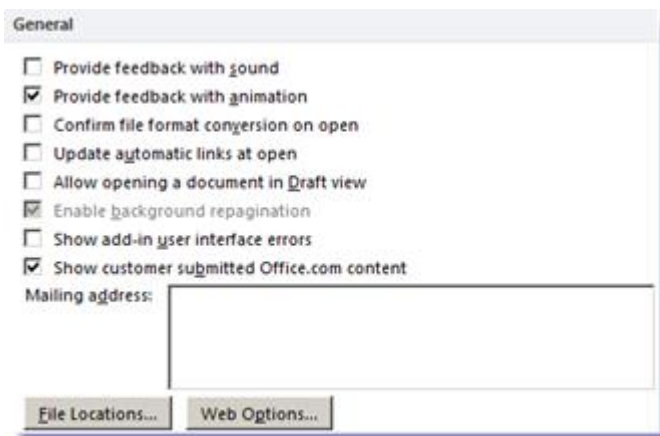 General
Provide feedback with sound
Provide feedback with animation
Confirm file format conversion on open
Update automatic links at open
Allow opening a document in Draft view
Enable background repagination
Show add-in user interface errors
Show customer submitted Office.com content
Mailing address:
File Locations... Web Options...